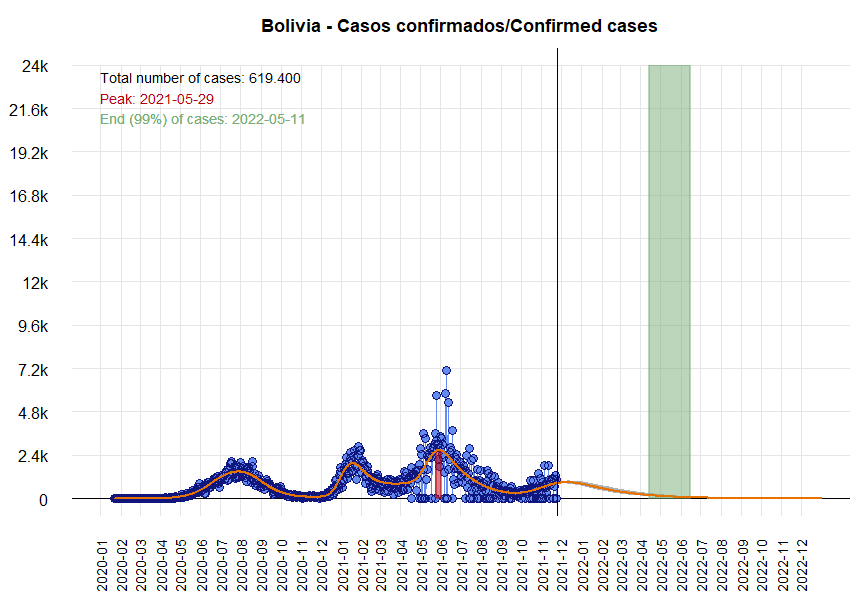 Bolivia - Casos confirmados/Confirmed cases
24k
21.6k
19.2k
16.8k
14.4k
12k
9.6k
7.2k
4.8k
2.4k
0
Total number of cases: 619.400
Peak: 2021-05-29
End (99%) of cases: 2022-05-11
2020-01
2020-02
2020-03
2020-04
2020-05
2020-06
2020-07
2020-08
2020-09
2020-10
2020-11
2020-12
2021-01
2021-02
2021-03
2021-04
2021-05
2021-06
2021-07
2021-08
2021-09
2021-10
2021-11
2021-12
2022-01
2022-02
2022-03
2022-04
2022-05
2022-06
2022-07
2022-08
2022-09
2022-10
2022-11
2022-12